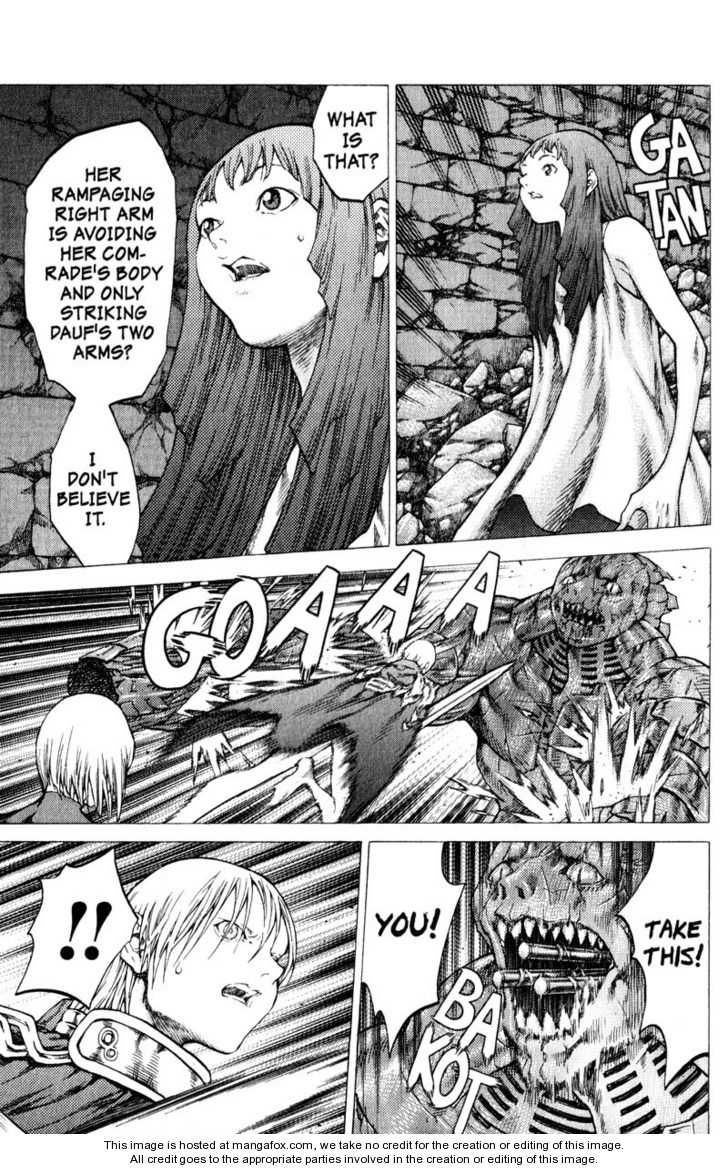 GA
TAN
WHAT
IS
THAT?
HER
RAMPAGING
RIGHT ARM
IS AVOIDING
HER COM-
RADE'S BODY
AND ONLY
STRIKING
DAUF'S TWO
ARMS?
I
DON'T
BELIEVE
IT.
GOAAAA
TAKE
THIS!
YOU!
BA
KOT
!!
This image is hosted at mangafox.com, we take no credit for the creation or editing of this image.
All credit goes to the appropriate parties involved in the creation or editing of this image.